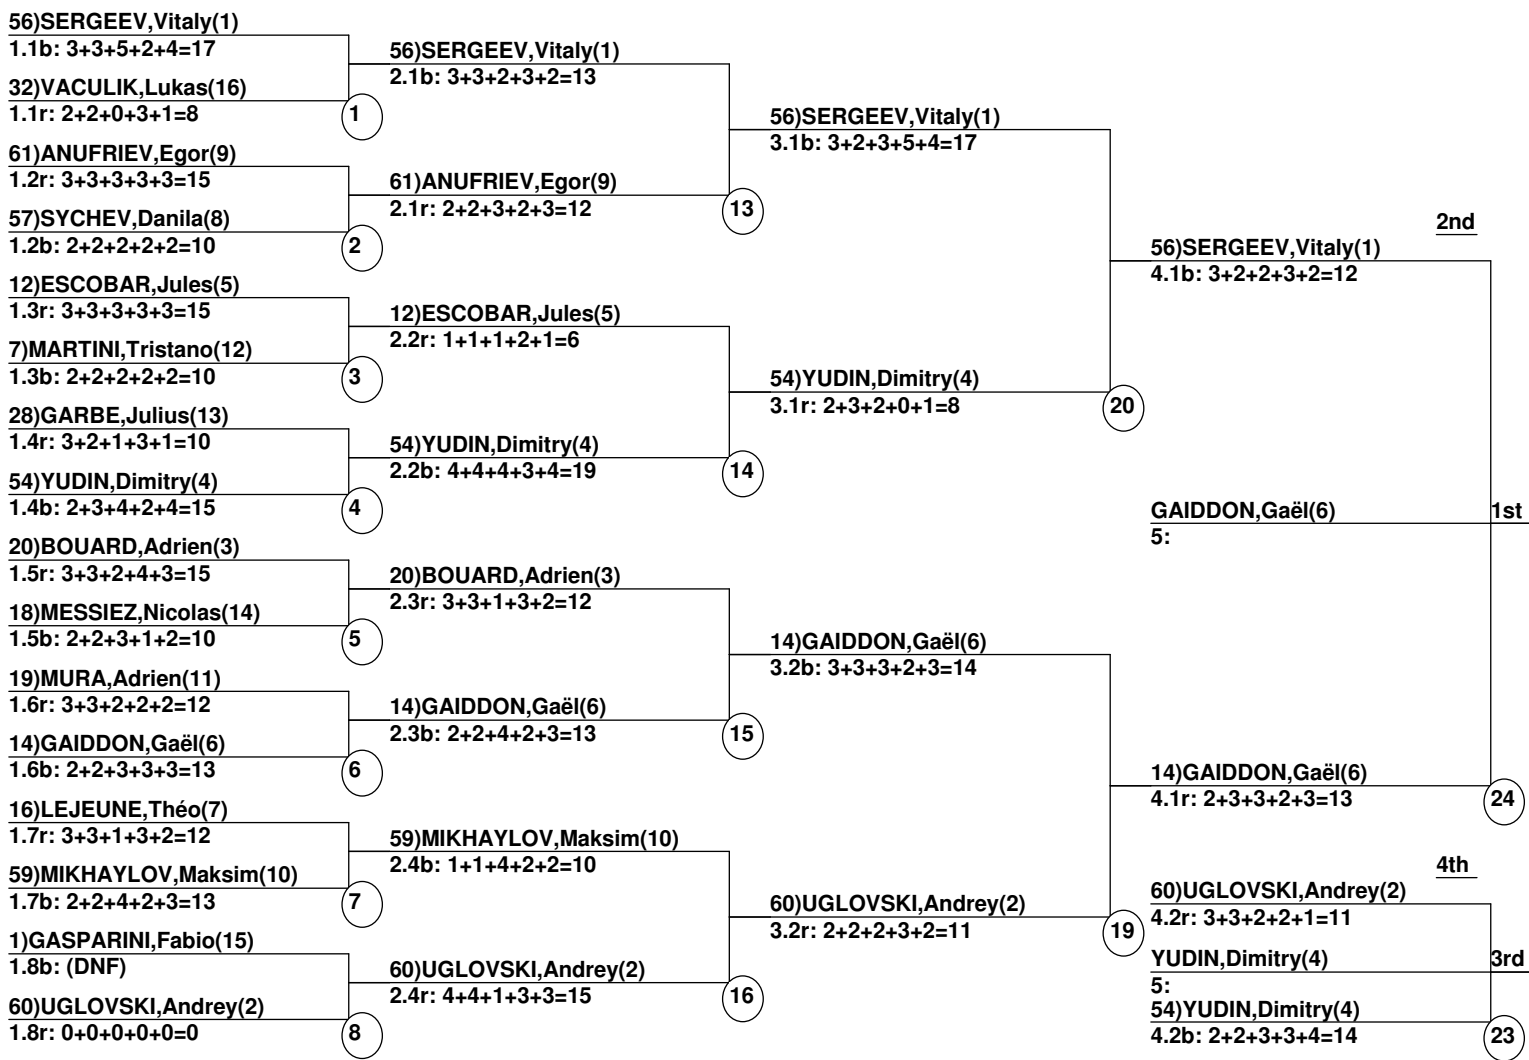 56)SERGEEV,Vitaly(1)
1.1b: 3+3+5+2+4=17
32)VACULIK,Lukas(16)
1.1r: 2+2+0+3+1=8
1
61)ANUFRIEV,Egor(9)
1.2r: 3+3+3+3+3=15
57)SYCHEV,Danila(8)
1.2b: 2+2+2+2+2=10
2
12)ESCOBAR,Jules(5)
1.3r: 3+3+3+3+3=15
7)MARTINI,Tristano(12)
1.3b: 2+2+2+2+2=10
3
28)GARBE,Julius(13)
1.4r: 3+2+1+3+1=10
54)YUDIN,Dimitry(4)
1.4b: 2+3+4+2+4=15
4
20)BOUARD,Adrien(3)
1.5r: 3+3+2+4+3=15
18)MESSIEZ,Nicolas(14)
1.5b: 2+2+3+1+2=10
5
19)MURA,Adrien(11)
1.6r: 3+3+2+2+2=12
14)GAIDDON,Gaël(6)
1.6b: 2+2+3+3+3=13
6
16)LEJEUNE,Théo(7)
1.7r: 3+3+1+3+2=12
59)MIKHAYLOV,Maksim(10)
1.7b: 2+2+4+2+3=13
7
1)GASPARINI,Fabio(15)
1.8b: (DNF)
60)UGLOVSKI,Andrey(2)
1.8r: 0+0+0+0+0=0
8
56)SERGEEV,Vitaly(1)
2.1b: 3+3+2+3+2=13
61)ANUFRIEV,Egor(9)
2.1r: 2+2+3+2+3=12
13
12)ESCOBAR,Jules(5)
2.2r: 1+1+1+2+1=6
54)YUDIN,Dimitry(4)
2.2b: 4+4+4+3+4=19
14
20)BOUARD,Adrien(3)
2.3r: 3+3+1+3+2=12
14)GAIDDON,Gaël(6)
2.3b: 2+2+4+2+3=13
15
59)MIKHAYLOV,Maksim(10)
2.4b: 1+1+4+2+2=10
60)UGLOVSKI,Andrey(2)
2.4r: 4+4+1+3+3=15
16
56)SERGEEV,Vitaly(1)
3.1b: 3+2+3+5+4=17
54)YUDIN,Dimitry(4)
3.1r: 2+3+2+0+1=8
20
14)GAIDDON,Gaël(6)
3.2b: 3+3+3+2+3=14
60)UGLOVSKI,Andrey(2)
3.2r: 2+2+2+3+2=11
19
2nd
56)SERGEEV,Vitaly(1)
4.1b: 3+2+2+3+2=12
GAIDDON,Gaël(6) 1st
5:
14)GAIDDON,Gaël(6)
4.1r: 2+3+3+2+3=13
24
4th
60)UGLOVSKI,Andrey(2)
4.2r: 3+3+2+2+1=11
YUDIN,Dimitry(4) 3rd
5:
54)YUDIN,Dimitry(4)
4.2b: 2+2+3+3+4=14
23